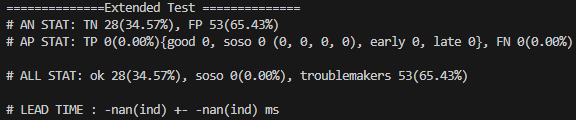 ==============Extended Test ==============
# AN STAT: TN 28(34.57%), FP 53(65.43%)
# AP STAT: TP 0(0.00%){good 0, soso 0 (0, 0, 0, 0), early 0, late 0}, FN 0(0.00%)
# ALL STAT: ok 28(34.57%), soso 0(0.00%), troublemakers 53(65.43%)
# LEAD TIME : -nan(ind) +- -nan(ind) ms